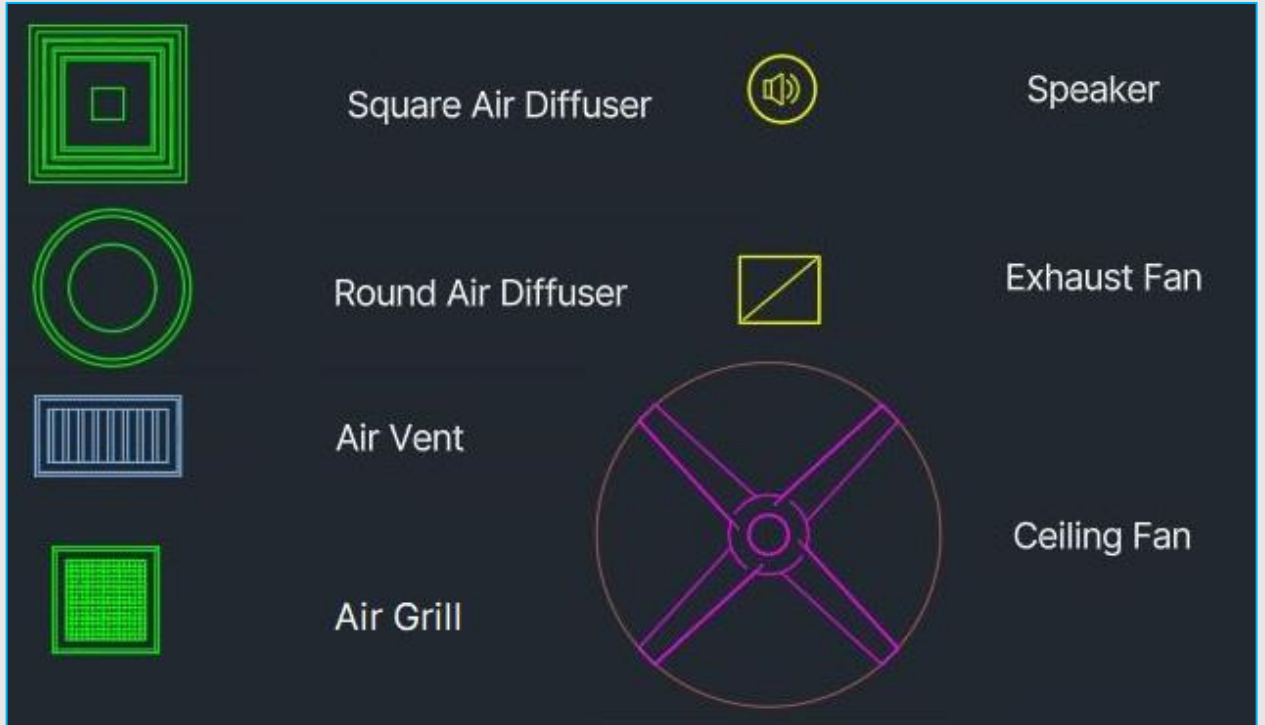 Square Air Diffuser
Speaker
Round Air Diffuser
Exhaust Fan
Air Vent
Ceiling Fan
Air Grill